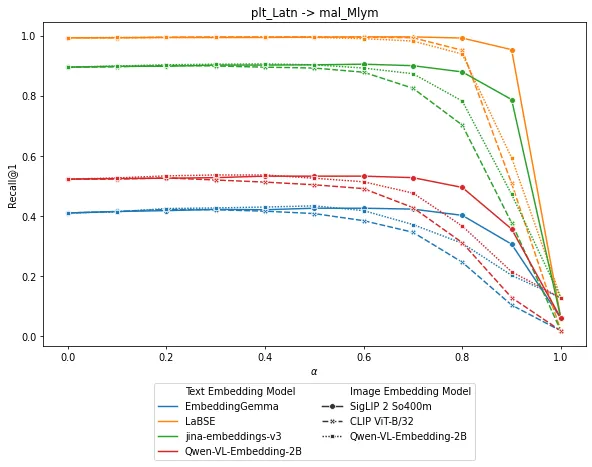 plt_Latn -> mal_Mlym
Recall@1
1.0
0.8
0.6
0.4
0.2
0.0
0.0 0.2 0.4 0.6 0.8 1.0
α
Text Embedding Model
EmbeddingGemma
LaBSE
jina-embeddings-v3
Qwen-VL-Embedding-2B
Image Embedding Model
SigLIP 2 So400m
CLIP ViT-B/32
Qwen-VL-Embedding-2B